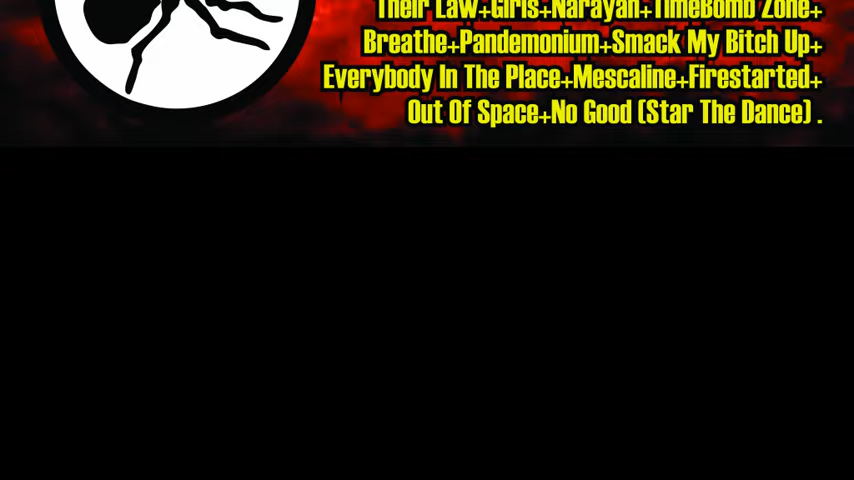 Their Law+Girls+Narayan+TimeBomb Zone+
Breathe+Pandemonium+Smack My Bitch Up+
Everybody In The Place+Mescaline+Firestarted+
Out Of Space+No Good (Star The Dance) .